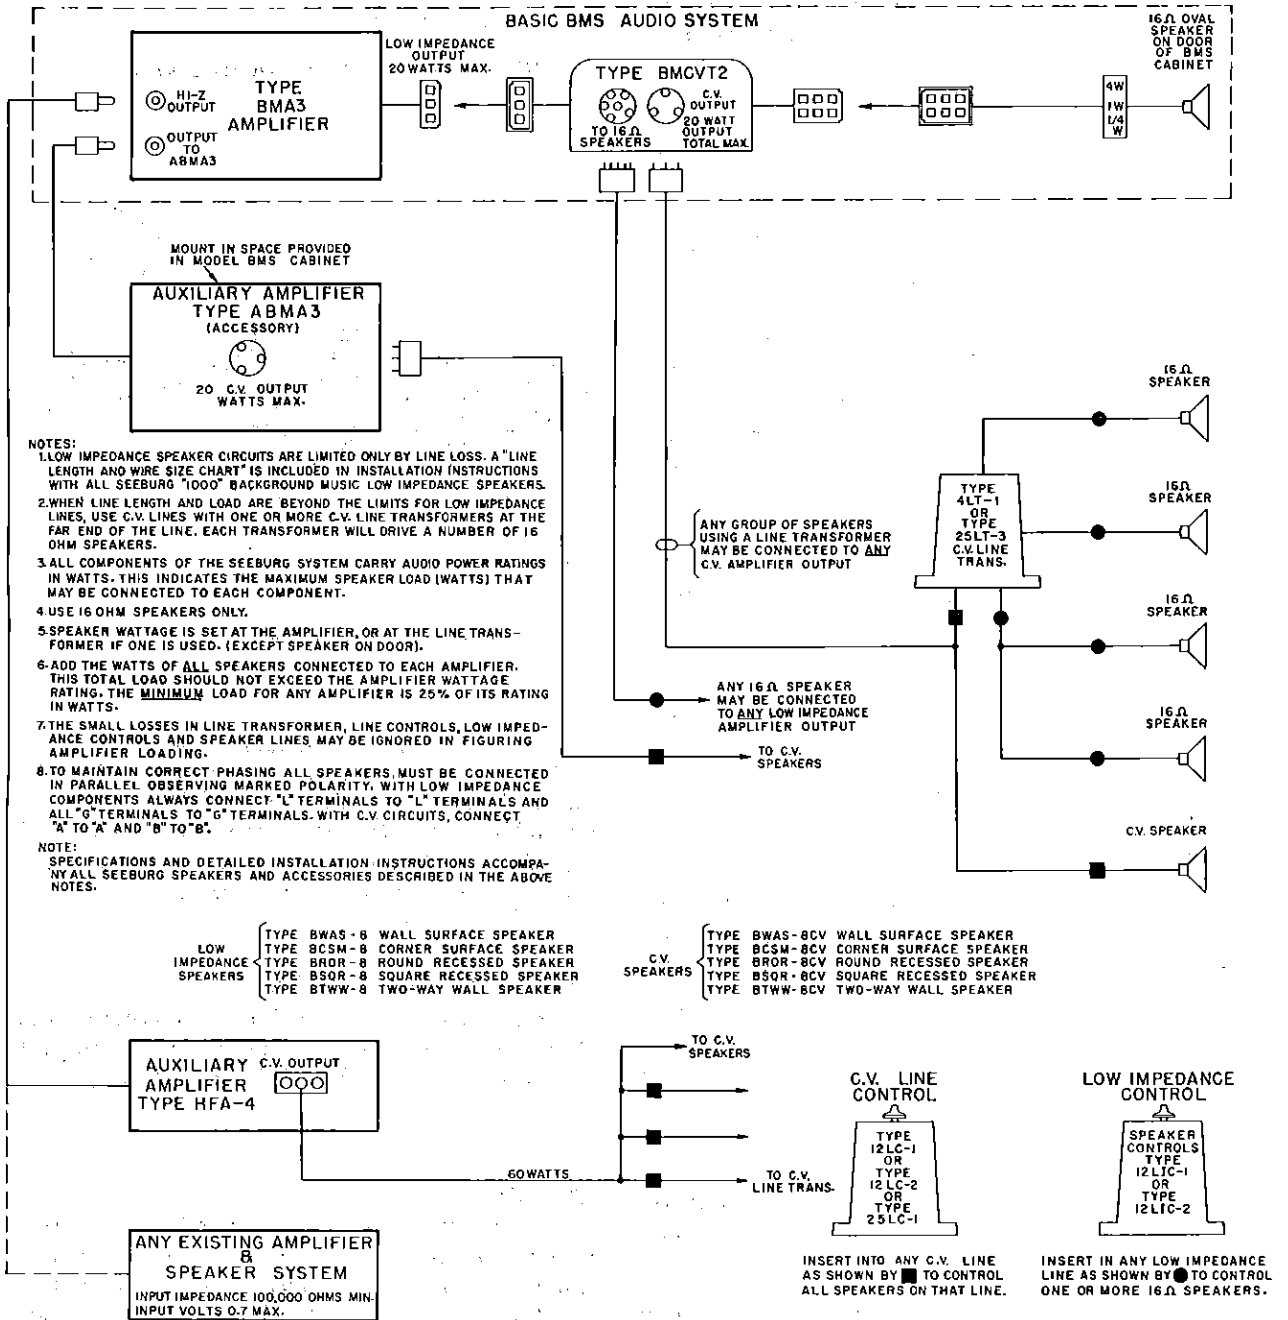 BASIC BMS AUDIO SYSTEM
16Ω OVAL
SPEAKER
ON DOOR
OF BMS
CABINET
LOW IMPEDANCE
OUTPUT
20 WATTS MAX.
TYPE
BMA3
AMPLIFIER
HI-Z
OUTPUT
OUTPUT
TO
ABMA3
TYPE BMCVT2
C.V.
OUTPUT
20 WATT
OUTPUT
TOTAL MAX.
TO 16Ω
SPEAKERS
4W
1W
1/4
W
MOUNT IN SPACE PROVIDED
IN MODEL BMS CABINET
AUXILIARY AMPLIFIER
TYPE ABMA3
(ACCESSORY)
20 C.V. OUTPUT
WATTS MAX.
NOTES:
1.LOW IMPEDANCE SPEAKER CIRCUITS ARE LIMITED ONLY BY LINE LOSS. A "LINE
LENGTH AND WIRE SIZE CHART" IS INCLUDED IN INSTALLATION INSTRUCTIONS
WITH ALL SEEBURG "1000" BACKGROUND MUSIC LOW IMPEDANCE SPEAKERS.
2.WHEN LINE LENGTH AND LOAD ARE BEYOND THE LIMITS FOR LOW IMPEDANCE
LINES, USE C.V. LINES WITH ONE OR MORE C.V. LINE TRANSFORMERS AT THE
FAR END OF THE LINE. EACH TRANSFORMER WILL DRIVE A NUMBER OF 16
OHM SPEAKERS.
3.ALL COMPONENTS OF THE SEEBURG SYSTEM CARRY AUDIO POWER RATINGS
IN WATTS. THIS INDICATES THE MAXIMUM SPEAKER LOAD (WATTS) THAT
MAY BE CONNECTED TO EACH COMPONENT.
4.USE 16 OHM SPEAKERS ONLY.
5.SPEAKER WATTAGE IS SET AT THE AMPLIFIER, OR AT THE LINE TRANS-
FORMER IF ONE IS USED. (EXCEPT SPEAKER ON DOOR).
6.ADD THE WATTS OF ALL SPEAKERS CONNECTED TO EACH AMPLIFIER.
THIS TOTAL LOAD SHOULD NOT EXCEED THE AMPLIFIER WATTAGE
RATING. THE MINIMUM LOAD FOR ANY AMPLIFIER IS 25% OF ITS RATING
IN WATTS.
7.THE SMALL LOSSES IN LINE TRANSFORMER, LINE CONTROLS, LOW IMPED-
ANCE CONTROLS AND SPEAKER LINES MAY BE IGNORED IN FIGURING
AMPLIFIER LOADING.
8.TO MAINTAIN CORRECT PHASING ALL SPEAKERS, MUST BE CONNECTED
IN PARALLEL OBSERVING MARKED POLARITY. WITH LOW IMPEDANCE
COMPONENTS ALWAYS CONNECT "L" TERMINALS TO "L" TERMINALS AND
ALL "G" TERMINALS TO "G" TERMINALS. WITH C.V. CIRCUITS, CONNECT
"A" TO "A" AND "B" TO "B".
NOTE:
SPECIFICATIONS AND DETAILED INSTALLATION INSTRUCTIONS ACCOMPA-
NY ALL SEEBURG SPEAKERS AND ACCESSORIES DESCRIBED IN THE ABOVE
NOTES.
ANY GROUP OF SPEAKERS
USING A LINE TRANSFORMER
MAY BE CONNECTED TO ANY
C.V. AMPLIFIER OUTPUT
TYPE
4LT-1
OR
TYPE
25LT-3
C.V. LINE
TRANS.
16Ω
SPEAKER
16Ω
SPEAKER
16Ω
SPEAKER
16Ω
SPEAKER
C.V. SPEAKER
ANY 16Ω SPEAKER
MAY BE CONNECTED
TO ANY LOW IMPEDANCE
AMPLIFIER OUTPUT
TO C.V.
SPEAKERS
LOW
IMPEDANCE
SPEAKERS
TYPE BWAS-8 WALL SURFACE SPEAKER
TYPE BCSM-8 CORNER SURFACE SPEAKER
TYPE BROR-8 ROUND RECESSED SPEAKER
TYPE BSQR-8 SQUARE RECESSED SPEAKER
TYPE BTWW-8 TWO-WAY WALL SPEAKER
C.V.
SPEAKERS
TYPE BWAS-8CV WALL SURFACE SPEAKER
TYPE BCSM-8CV CORNER SURFACE SPEAKER
TYPE BROR-8CV ROUND RECESSED SPEAKER
TYPE BSQR-8CV SQUARE RECESSED SPEAKER
TYPE BTWW-8CV TWO-WAY WALL SPEAKER
AUXILIARY
AMPLIFIER
TYPE HFA-4
C.V. OUTPUT
60 WATTS
TO C.V.
SPEAKERS
TO C.V.
LINE TRANS.
C.V. LINE
CONTROL
TYPE
12LC-1
OR
TYPE
12LC-2
OR
TYPE
25LC-1
INSERT INTO ANY C.V. LINE
AS SHOWN BY ■ TO CONTROL
ALL SPEAKERS ON THAT LINE.
LOW IMPEDANCE
CONTROL
SPEAKER
CONTROLS
TYPE
12LIC-1
OR
TYPE
12LIC-2
INSERT IN ANY LOW IMPEDANCE
LINE AS SHOWN BY ● TO CONTROL
ONE OR MORE 16Ω SPEAKERS.
ANY EXISTING AMPLIFIER
&
SPEAKER SYSTEM
INPUT IMPEDANCE 100,000 OHMS MIN.
INPUT VOLTS 0.7 MAX.